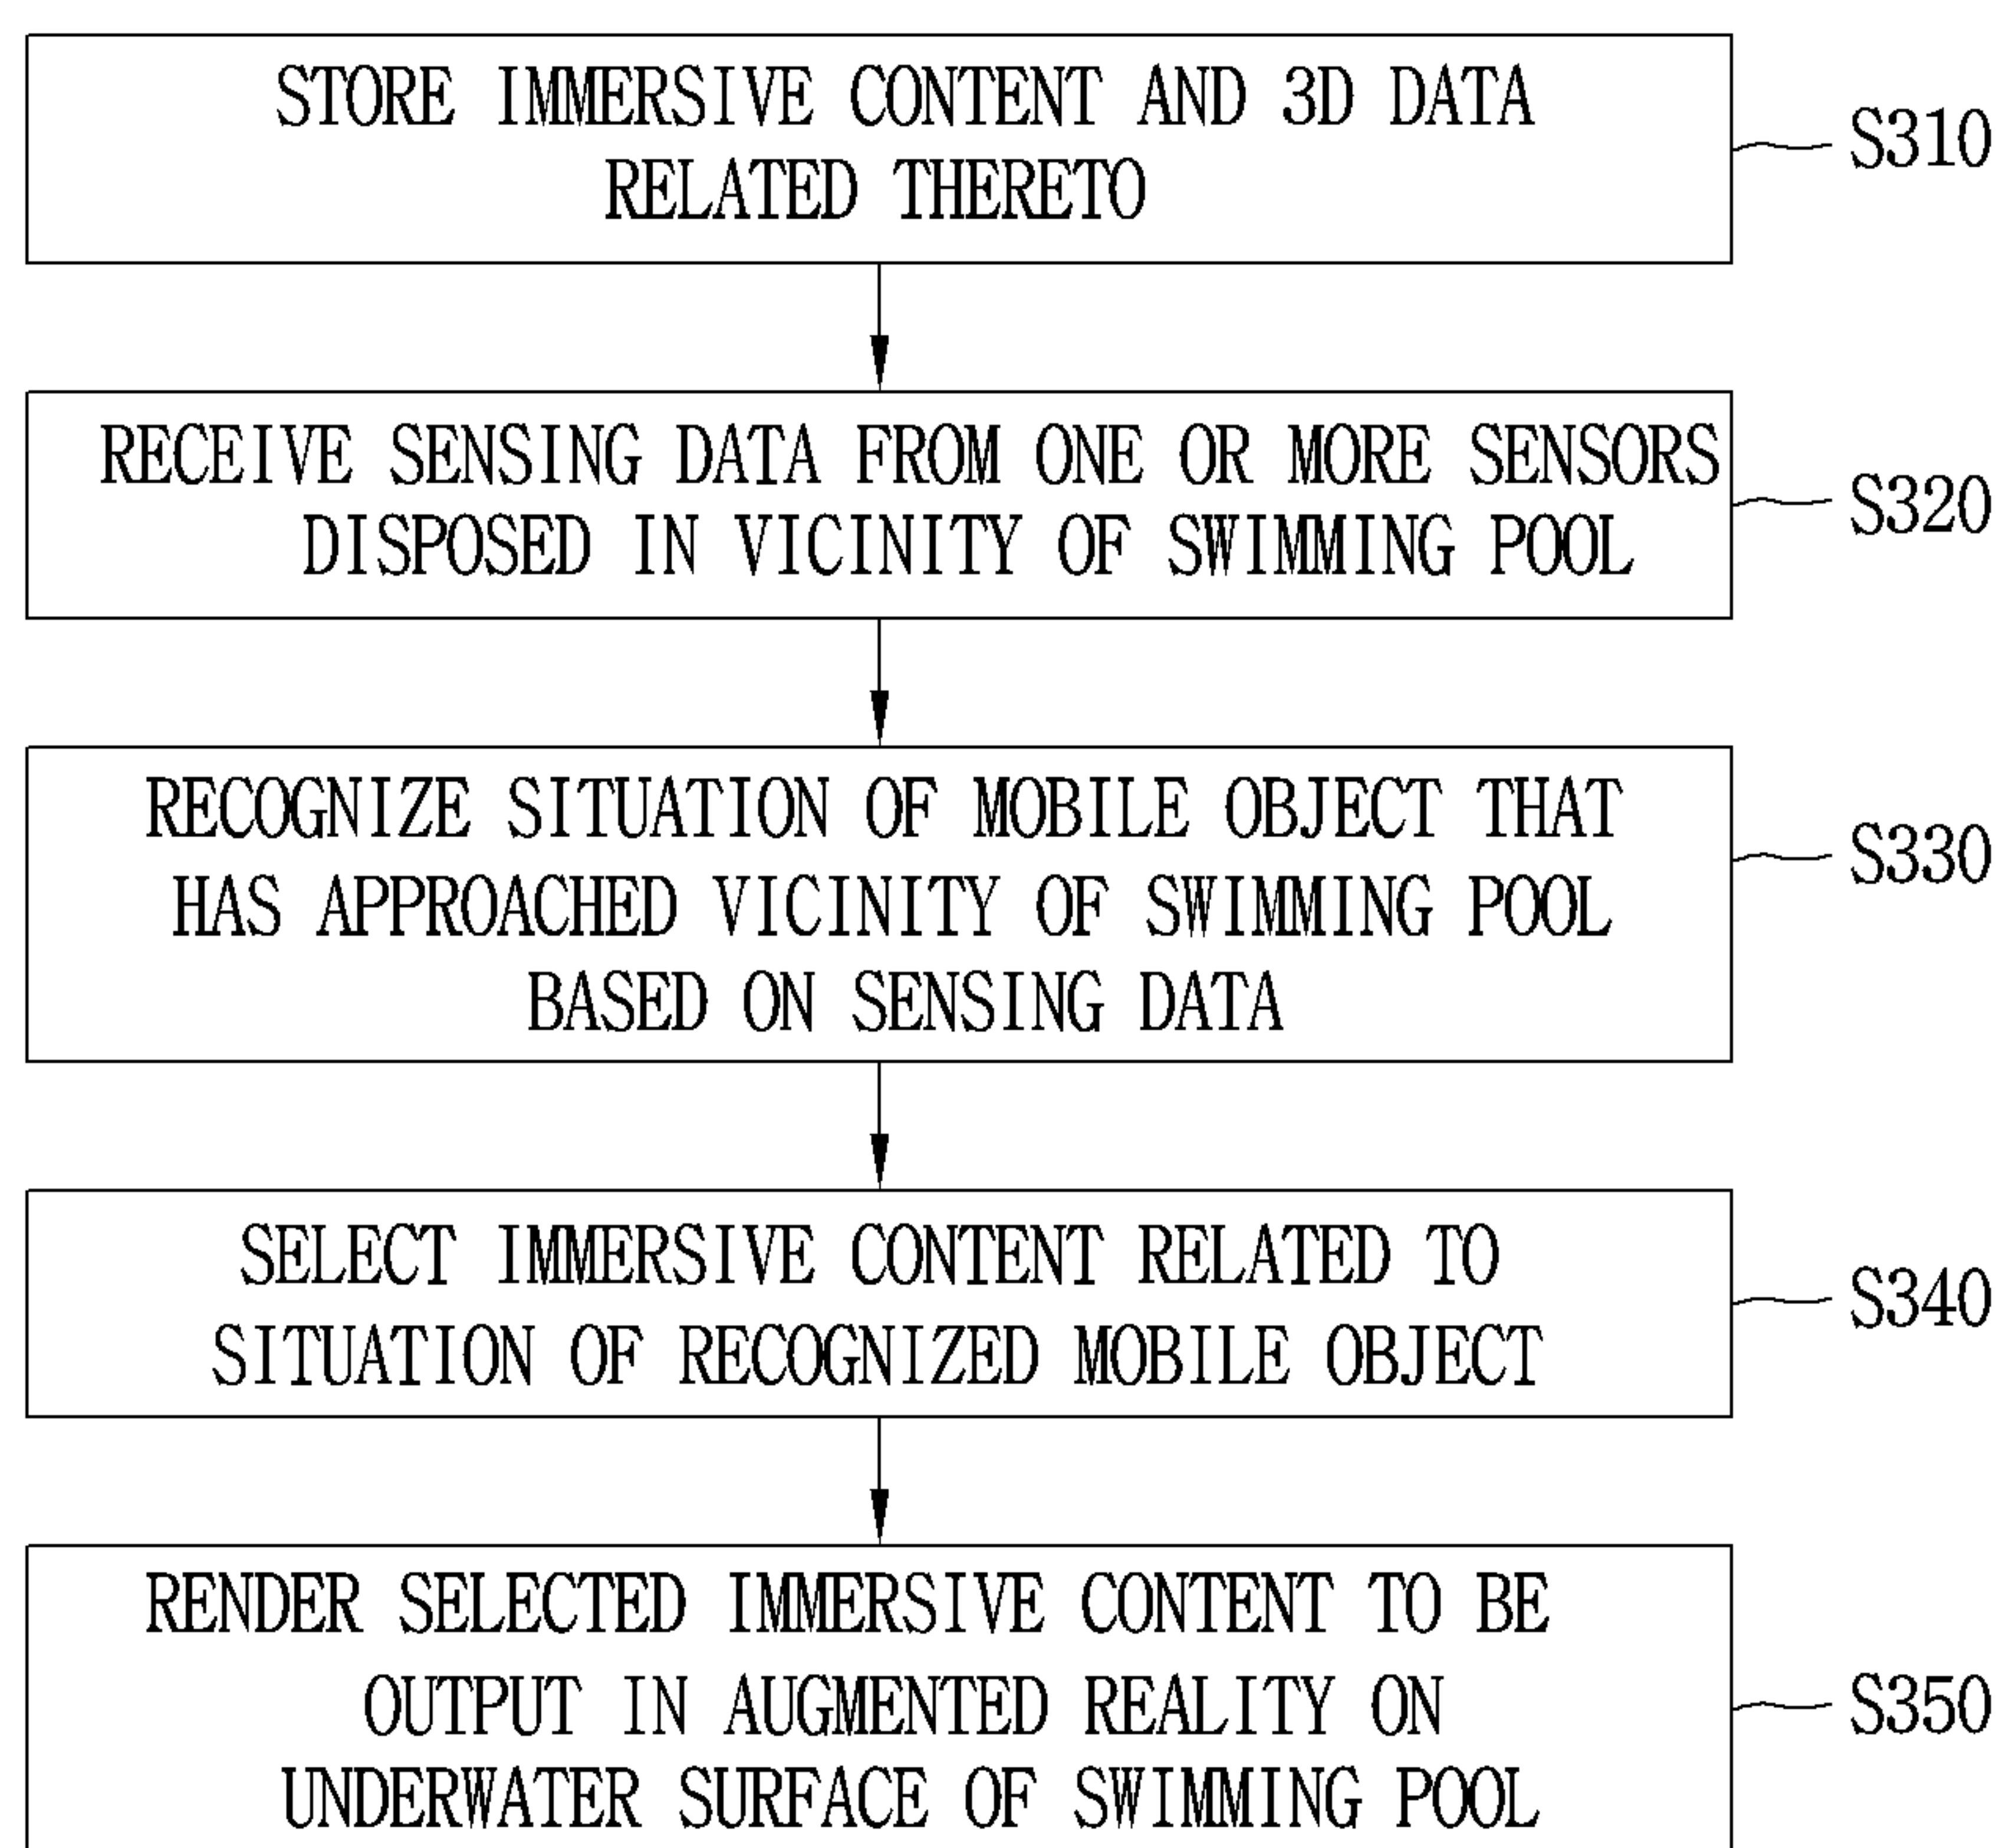 STORE IMMERSIVE CONTENT AND 3D DATA
RELATED THERETO
S310
RECEIVE SENSING DATA FROM ONE OR MORE SENSORS
DISPOSED IN VICINITY OF SWIMMING POOL
S320
RECOGNIZE SITUATION OF MOBILE OBJECT THAT
HAS APPROACHED VICINITY OF SWIMMING POOL
BASED ON SENSING DATA
S330
SELECT IMMERSIVE CONTENT RELATED TO
SITUATION OF RECOGNIZED MOBILE OBJECT
S340
RENDER SELECTED IMMERSIVE CONTENT TO BE
OUTPUT IN AUGMENTED REALITY ON
UNDERWATER SURFACE OF SWIMMING POOL
S350